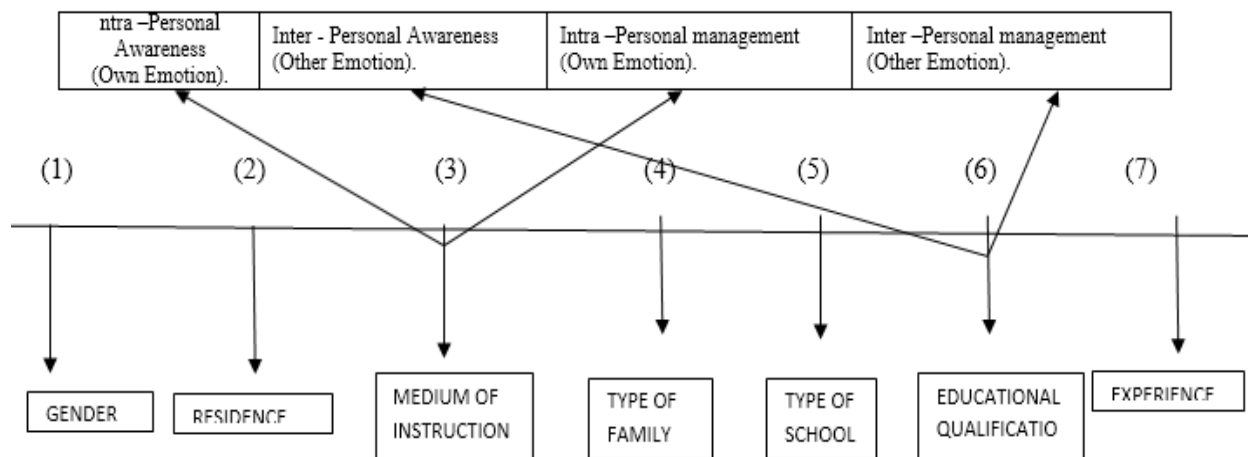 ntra –Personal
Awareness
(Own Emotion).
Inter - Personal Awareness
(Other Emotion).
Intra –Personal management
(Own Emotion).
Inter –Personal management
(Other Emotion).
(1) (2) (3) (4) (5) (6) (7)
GENDER
RESIDENCE
MEDIUM OF
INSTRUCTION
TYPE OF
FAMILY
TYPE OF
SCHOOL
EDUCATIONAL
QUALIFICATIO
EXPERIENCE